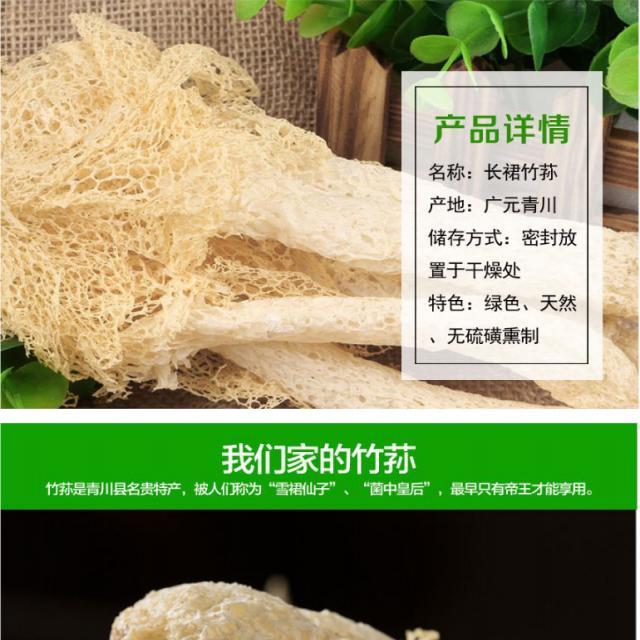 产品详情
名称：长裙竹荪
产地：广元青川
储存方式：密封放
置于干燥处
特色：绿色、天然
、无硫磺熏制
我们家的竹荪
竹荪是青川县名贵特产，被人们称为“雪裙仙子”、“菌中皇后”，最早只有帝王才能享用。